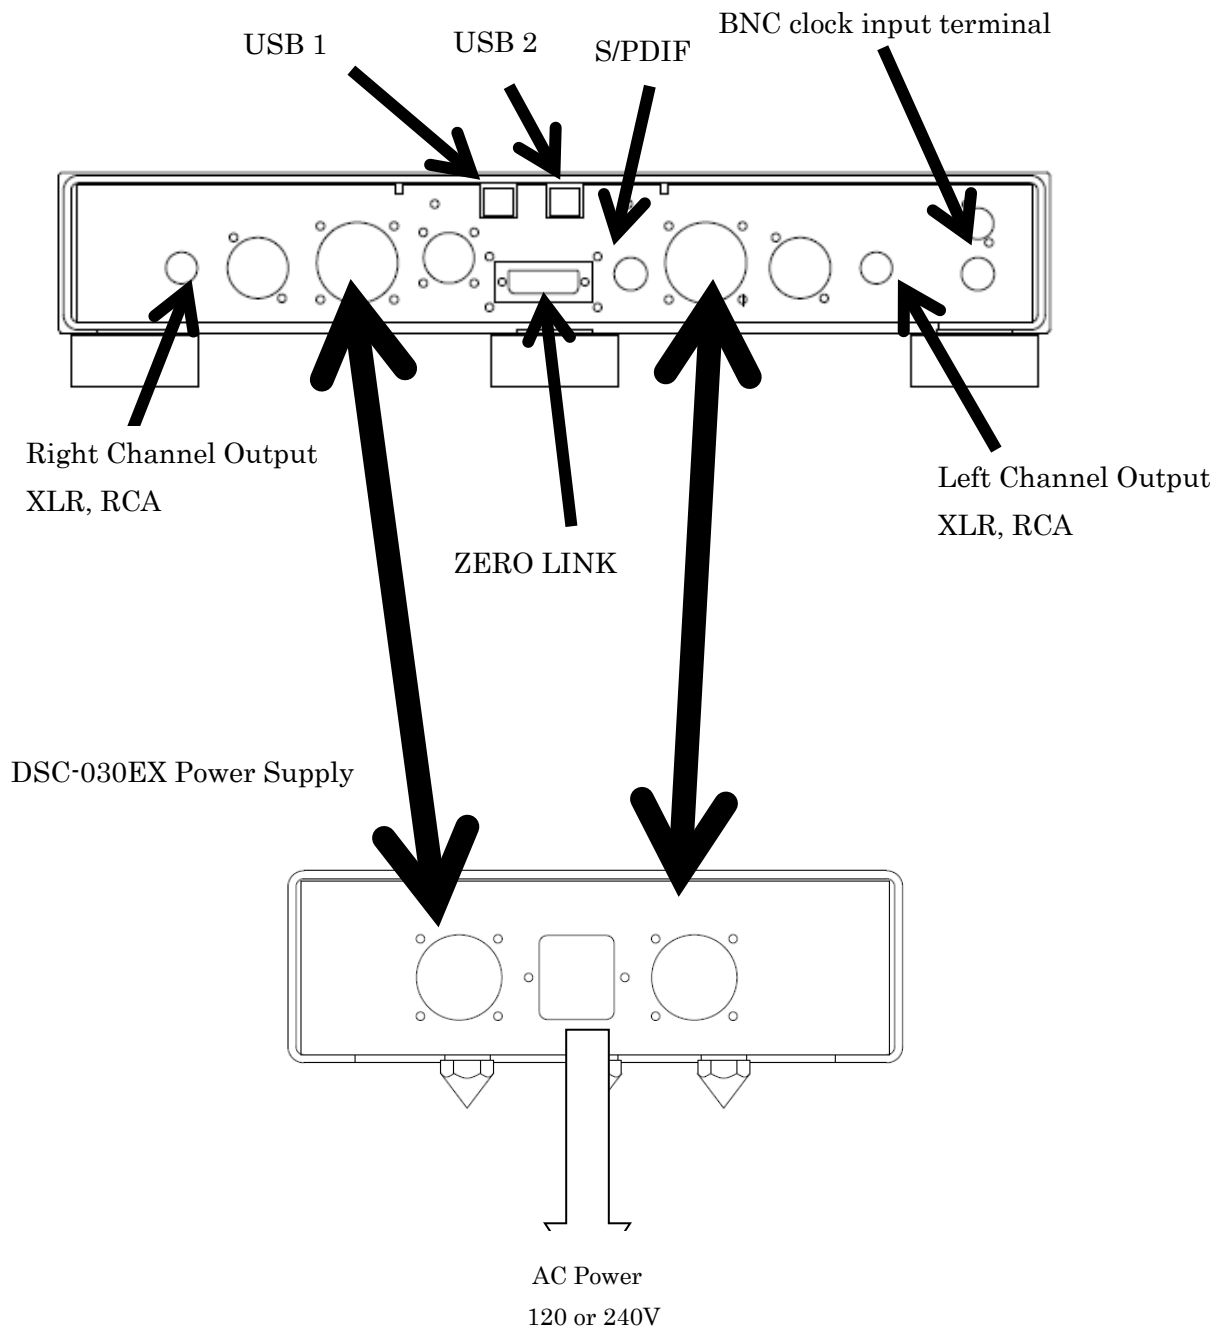 BNC clock input terminal
USB 1
USB 2
S/PDIF
Right Channel Output
XLR, RCA
Left Channel Output
XLR, RCA
ZERO LINK
DSC-030EX Power Supply
AC Power
120 or 240V